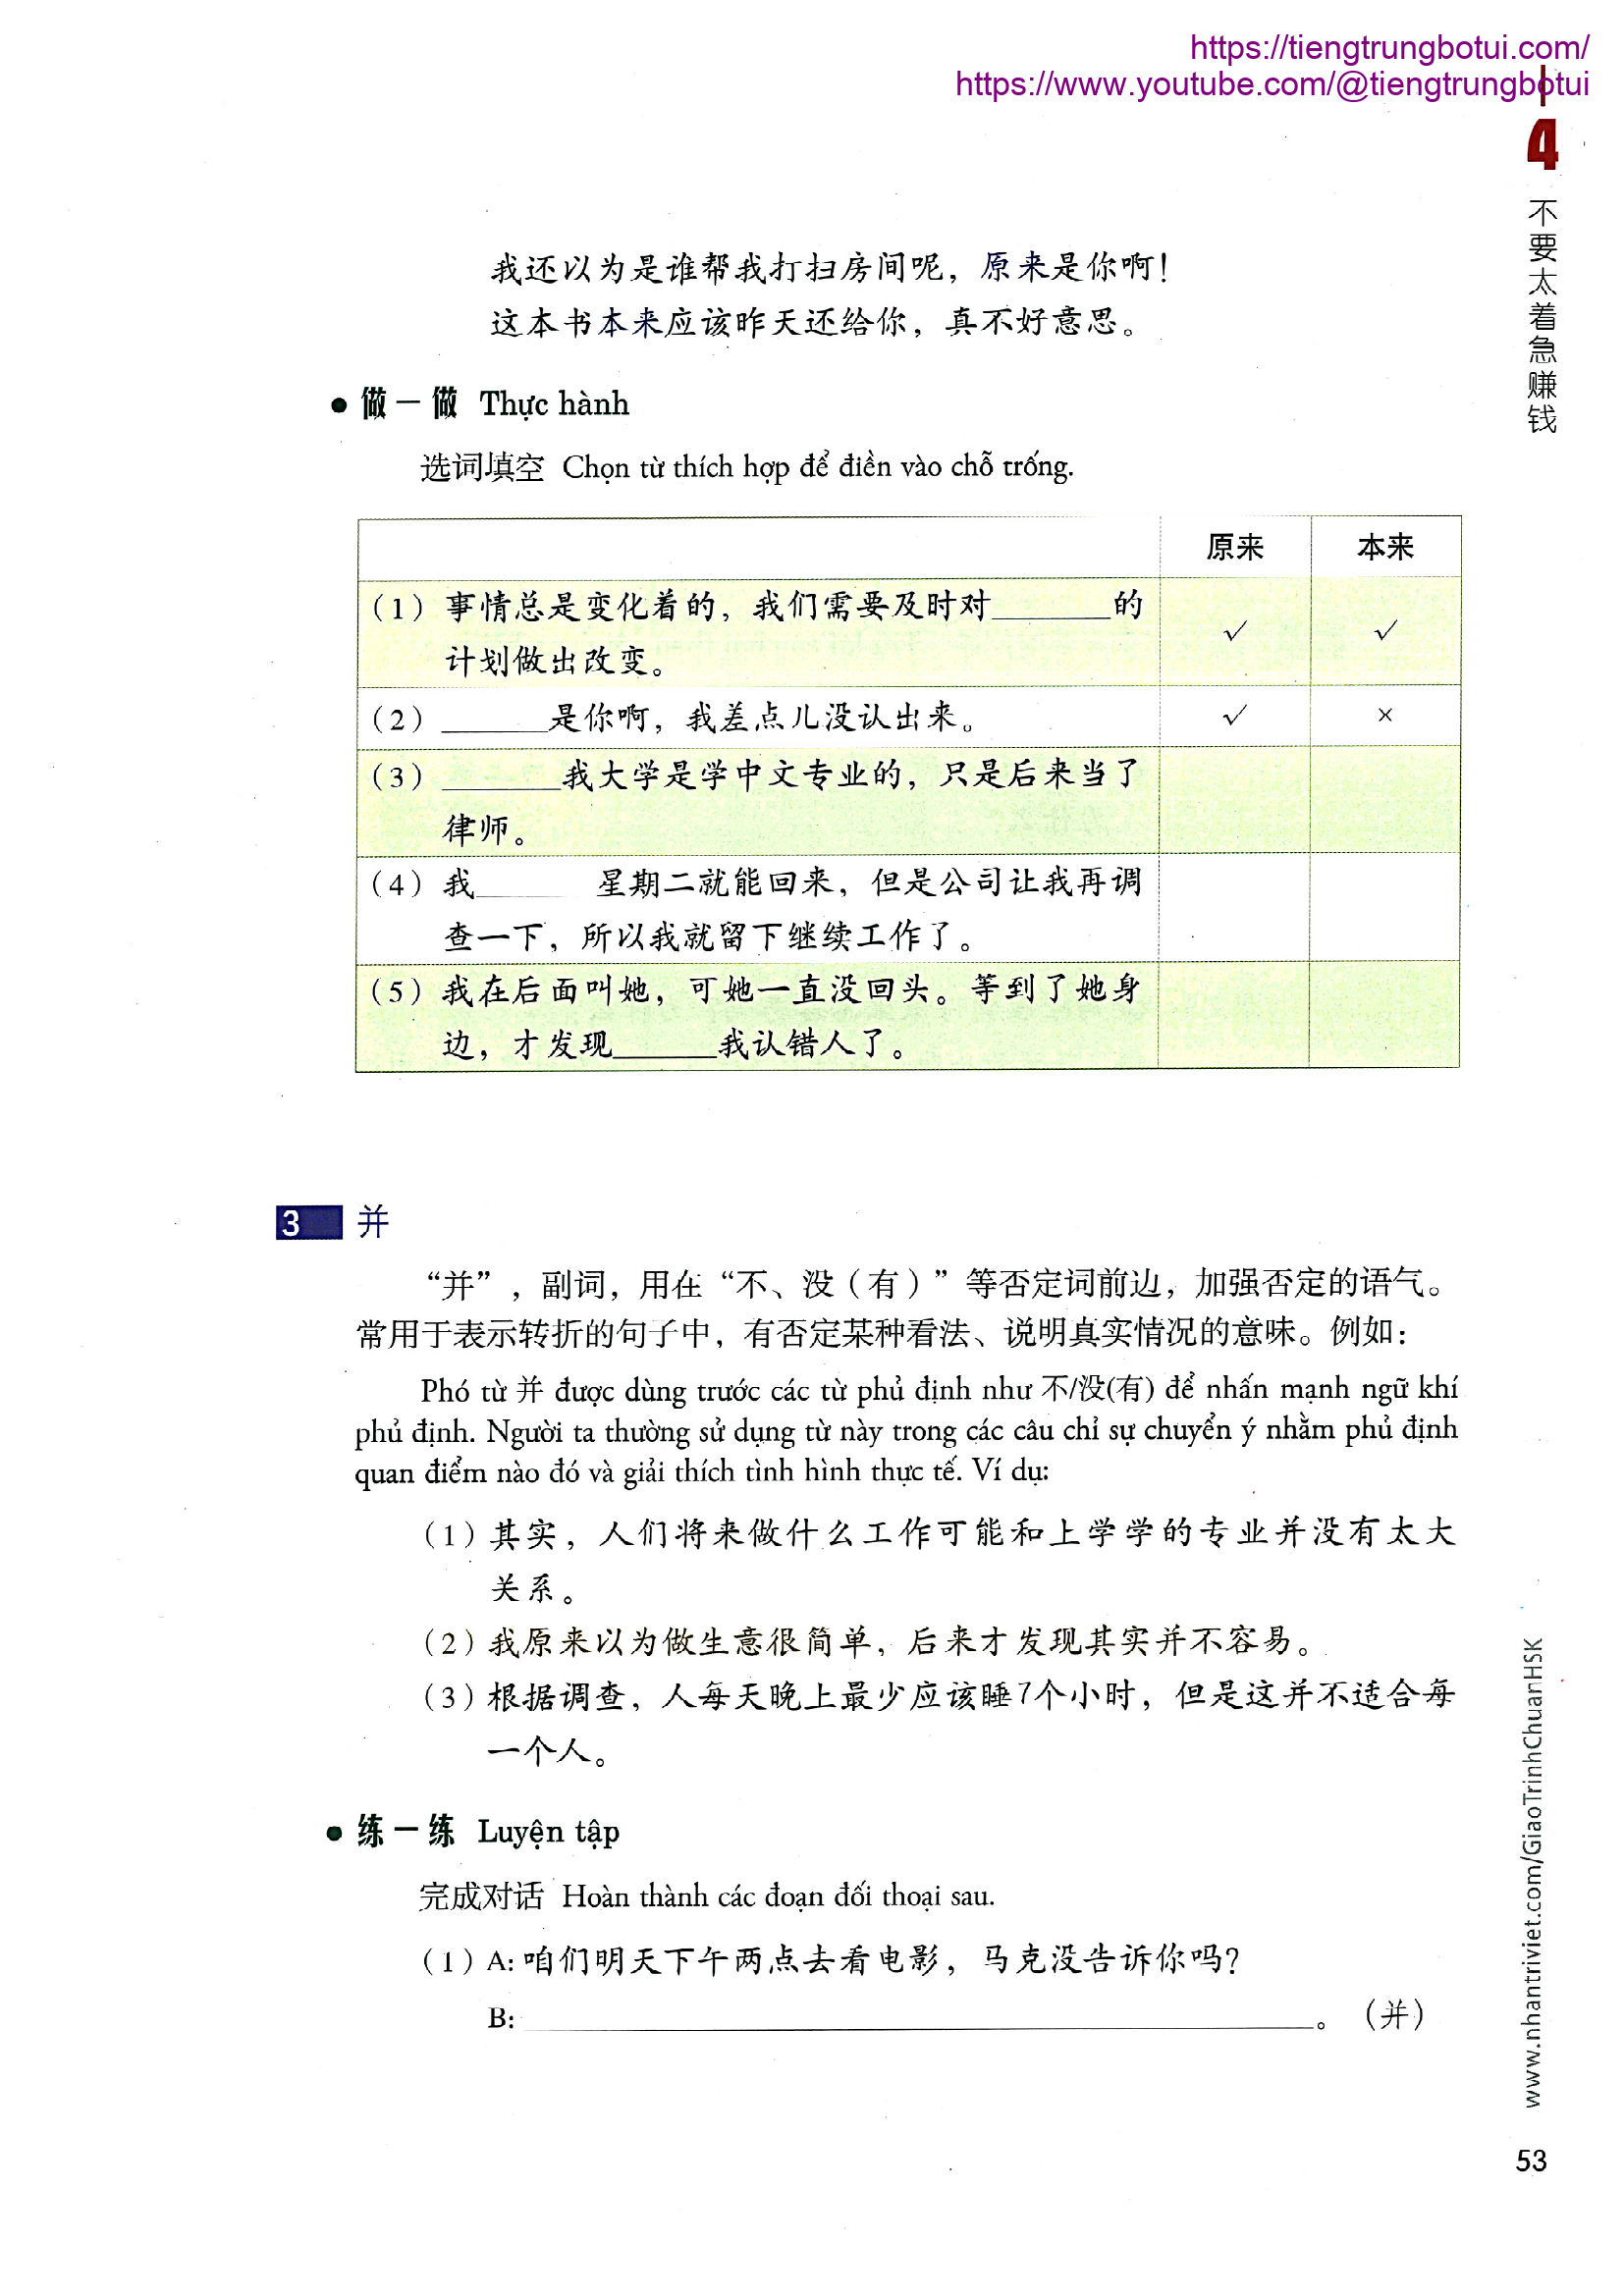 https://tiengtrungbotui.com/
https://www.youtube.com/@tiengtrungbotui
4
不要太着急赚钱
我还以为是谁帮我打扫房间呢，原来是你啊！
这本书本来应该昨天还给你，真不好意思。
● 做一做 Thực hành
选词填空 Chọn từ thích hợp để điền vào chỗ trống.
原来 本来
（1）事情总是变化着的，我们需要及时对______的 √ √
计划做出改变。
（2）______是你啊，我差点儿没认出来。 √ ×
（3）______我大学是学中文专业的，只是后来当了
律师。
（4）我______星期二就能回来，但是公司让我再调
查一下，所以我就留下继续工作了。
（5）我在后面叫她，可她一直没回头。等到了她身
边，才发现______我认错人了。
3 并
“并”，副词，用在“不、没（有）”等否定词前边，加强否定的语气。
常用于表示转折的句子中，有否定某种看法、说明真实情况的意味。例如：
Phó từ 并 được dùng trước các từ phủ định như 不/没(有) để nhấn mạnh ngữ khí
phủ định. Người ta thường sử dụng từ này trong các câu chỉ sự chuyển ý nhằm phủ định
quan điểm nào đó và giải thích tình hình thực tế. Ví dụ:
（1）其实，人们将来做什么工作可能和上学学的专业并没有太大
关系。
（2）我原来以为做生意很简单，后来才发现其实并不容易。
（3）根据调查，人每天晚上最少应该睡7个小时，但是这并不适合每
一个人。
● 练一练 Luyện tập
完成对话 Hoàn thành các đoạn đối thoại sau.
（1）A: 咱们明天下午两点去看电影，马克没告诉你吗？
B: ______。（并）
www.nhantriviet.com/GiaoTrinhChuanHSK
53